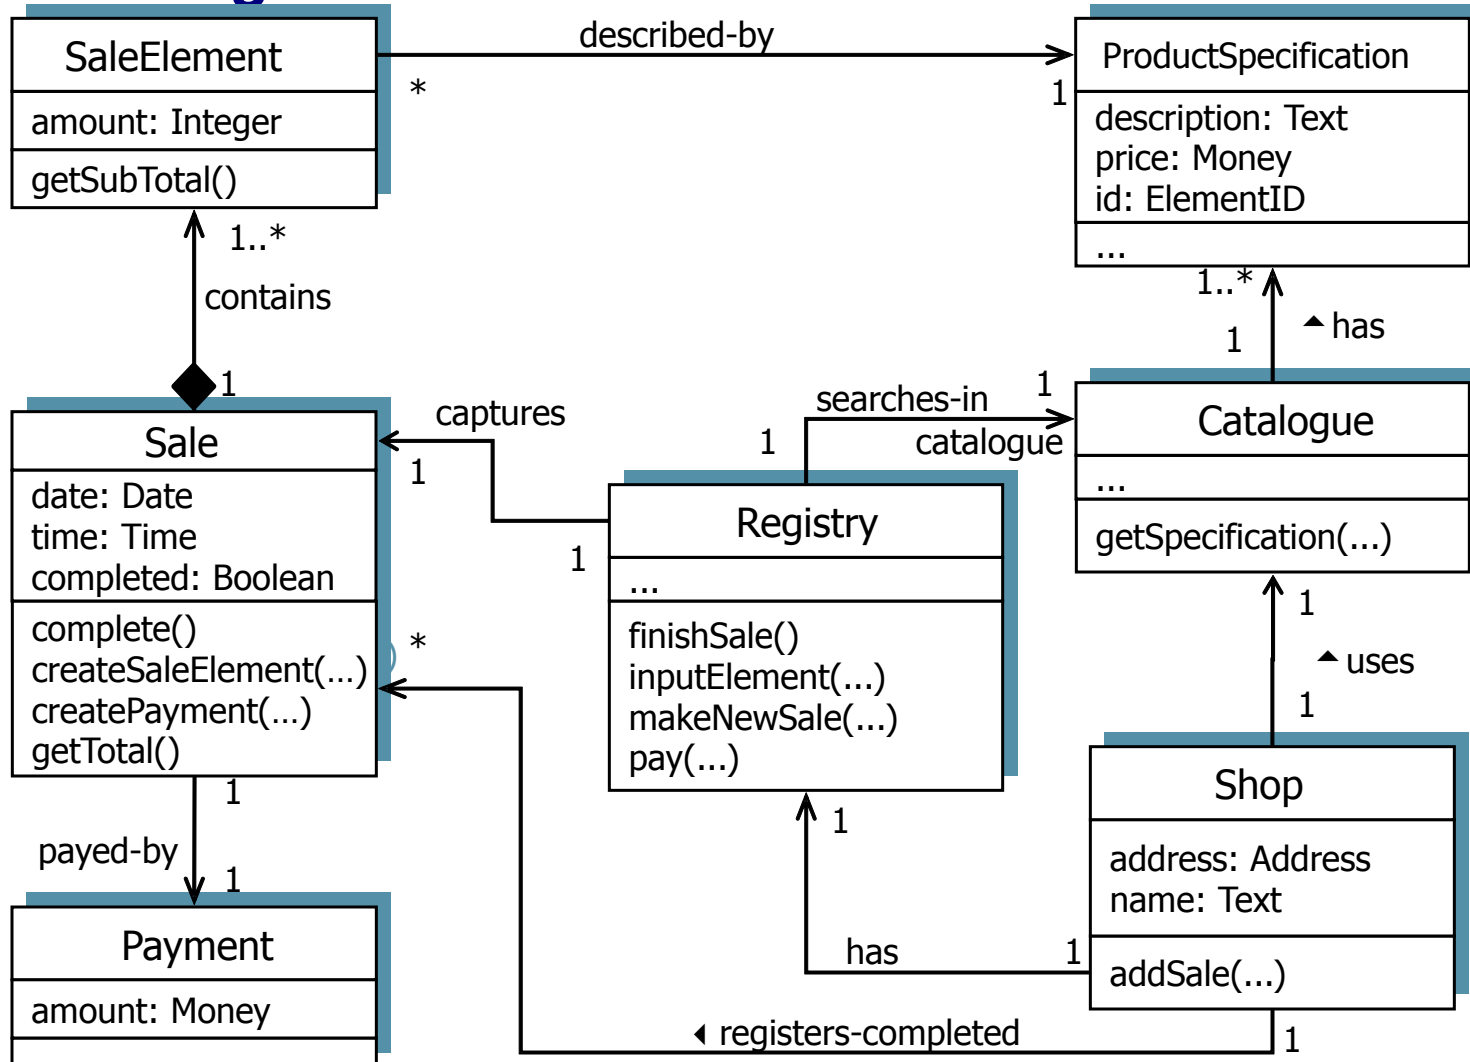 described-by
SaleElement
*
1
ProductSpecification
amount: Integer
getSubTotal()
description: Text
price: Money
id: ElementID
...
1..*
contains
1
1..*
1
has
captures
1
1
searches-in
catalogue
1
1
Sale
date: Date
time: Time
completed: Boolean
complete()
createSaleElement(...)
createPayment(...)
getTotal()
*
Registry
...
finishSale()
inputElement(...)
makeNewSale(...)
pay(...)
Catalogue
...
getSpecification(...)
1
uses
1
1
payed-by
1
1
Shop
address: Address
name: Text
addSale(...)
has
1
Payment
amount: Money
registers-completed
1